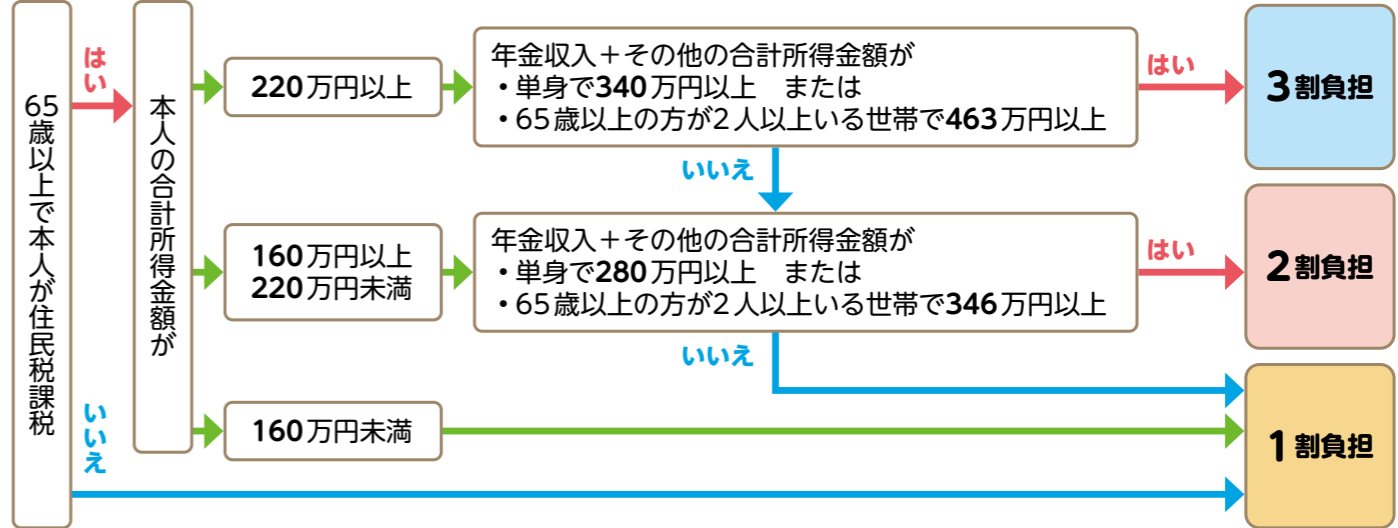 65歳以上で本人が住民税課税
はい
いいえ
本人の合計所得金額が
220万円以上
年金収入＋その他の合計所得金額が
・単身で340万円以上　または
・65歳以上の方が2人以上いる世帯で463万円以上
はい
3割負担
いいえ
160万円以上
220万円未満
年金収入＋その他の合計所得金額が
・単身で280万円以上　または
・65歳以上の方が2人以上いる世帯で346万円以上
はい
2割負担
いいえ
160万円未満
1割負担